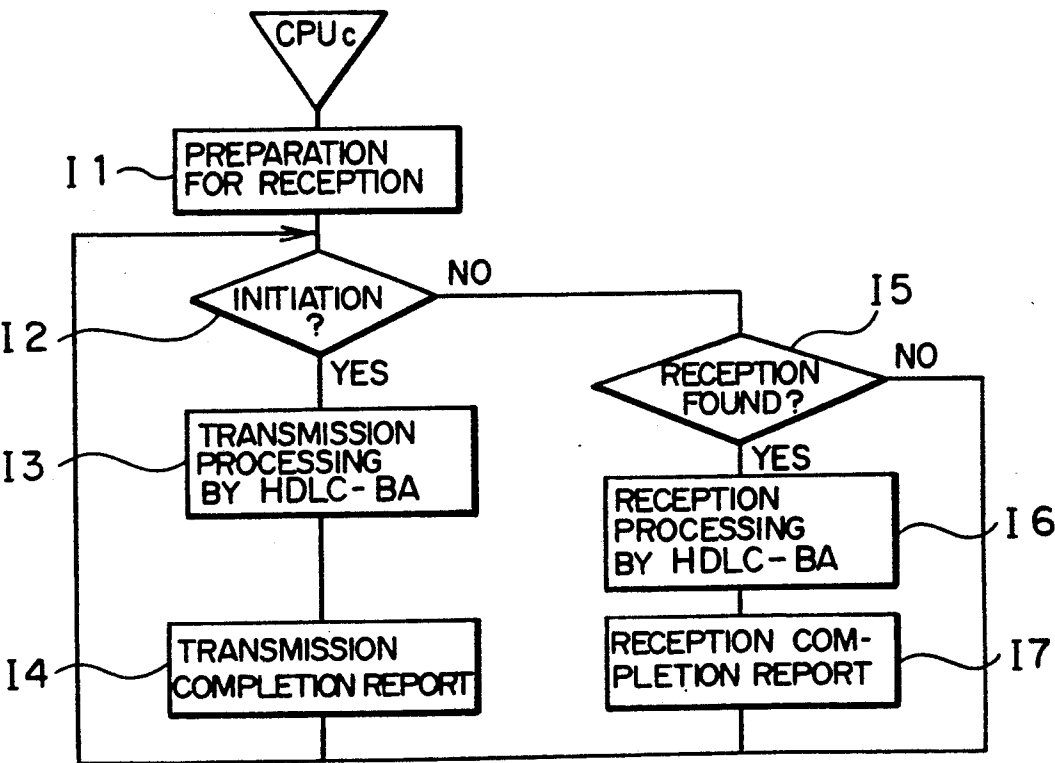 CPUc
I1
PREPARATION
FOR RECEPTION
I2
INITIATION
?
NO
YES
I5
RECEPTION
FOUND?
NO
YES
I3
TRANSMISSION
PROCESSING
BY HDLC-BA
I6
RECEPTION
PROCESSING
BY HDLC-BA
I4
TRANSMISSION
COMPLETION REPORT
I7
RECEPTION COM-
PLETION REPORT